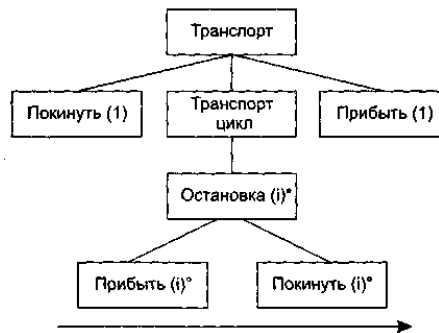 Транспорт
Покинуть (1)
Транспорт
цикл
Прибыть (1)
Остановка (i)*
Прибыть (i)°
Покинуть (i)°